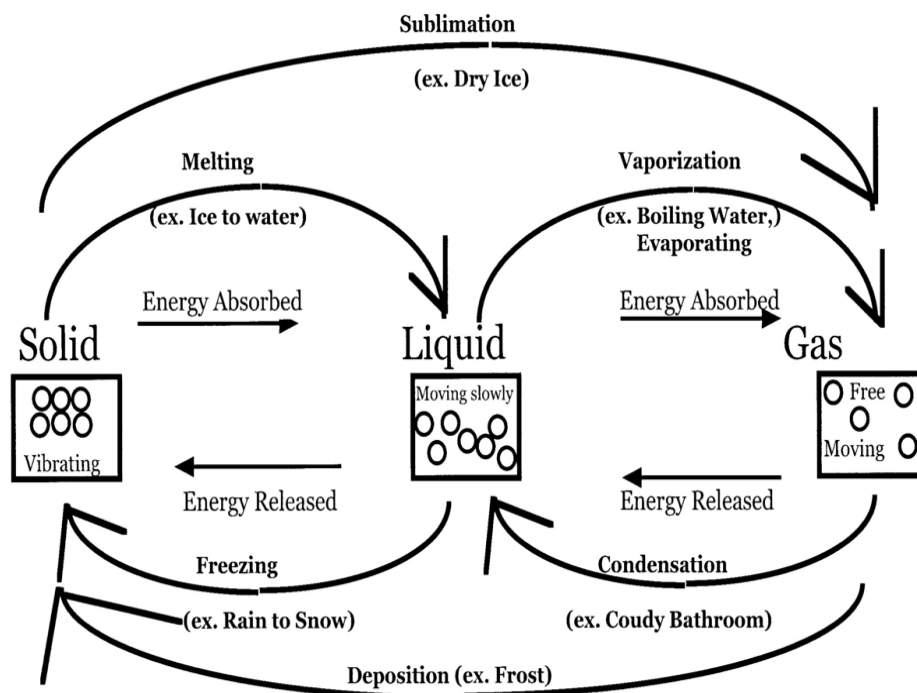 Sublimation
(ex. Dry Ice)
Melting
Vaporization
(ex. Ice to water)
(ex. Boiling Water,)
Evaporating
Energy Absorbed
Energy Absorbed
Solid
Liquid
Gas
Moving slowly
Free
Vibrating
Moving
Energy Released
Energy Released
Freezing
Condensation
(ex. Rain to Snow)
(ex. Coudy Bathroom)
Deposition (ex. Frost)